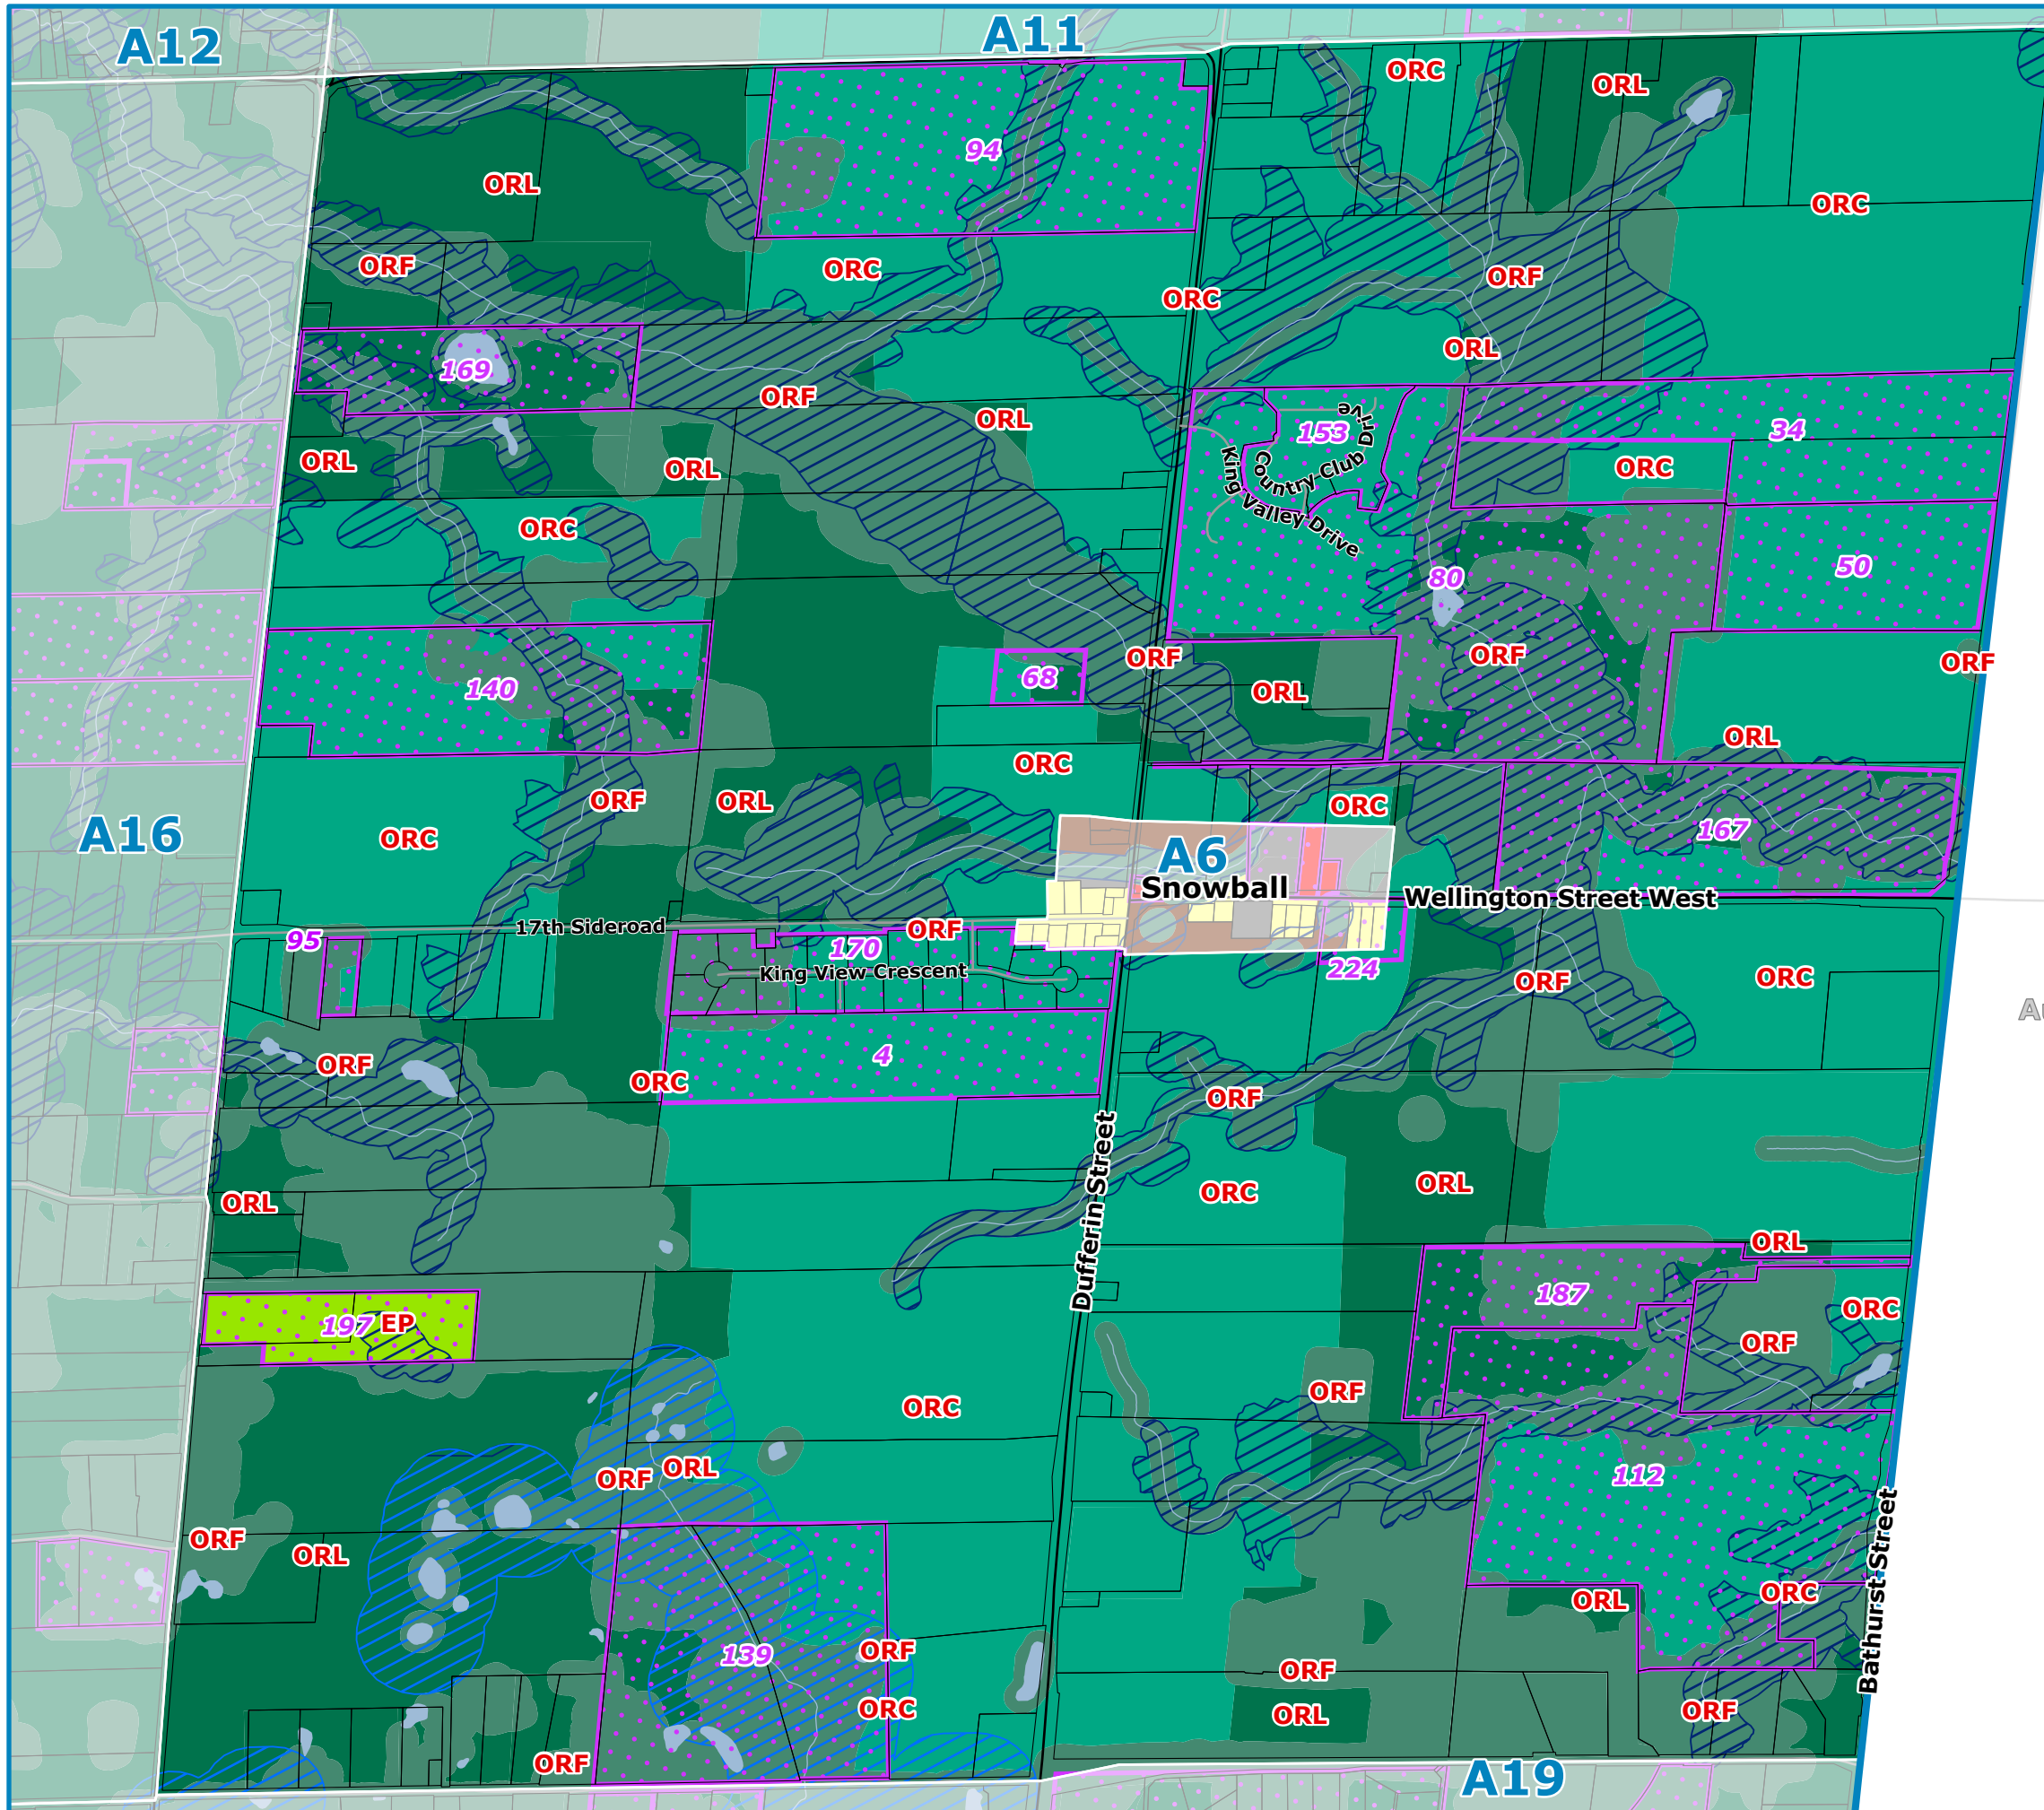 A12
A11
ORC
ORL
94
ORL
ORC
ORF
ORC
ORC
ORF
169
ORF
ORL
ORL
ORL
ORL
ORC
153
Country Club Drive
King Valley Drive
34
ORC
50
80
140
68
ORF
ORL
ORF
ORF
ORC
ORL
ORF
ORL
ORC
ORC
167
A16
A6
Snowball
Wellington Street West
17th Sideroad
95
170
ORF
King View Crescent
224
ORF
ORC
4
ORF
ORC
ORF
Dufferin Street
ORL
ORC
ORL
ORL
187
ORC
197
EP
ORF
ORC
ORF
ORF
ORL
112
ORF
ORL
Bathurst Street
ORL
ORC
139
ORF
ORF
ORC
ORL
ORF
ORF
A19